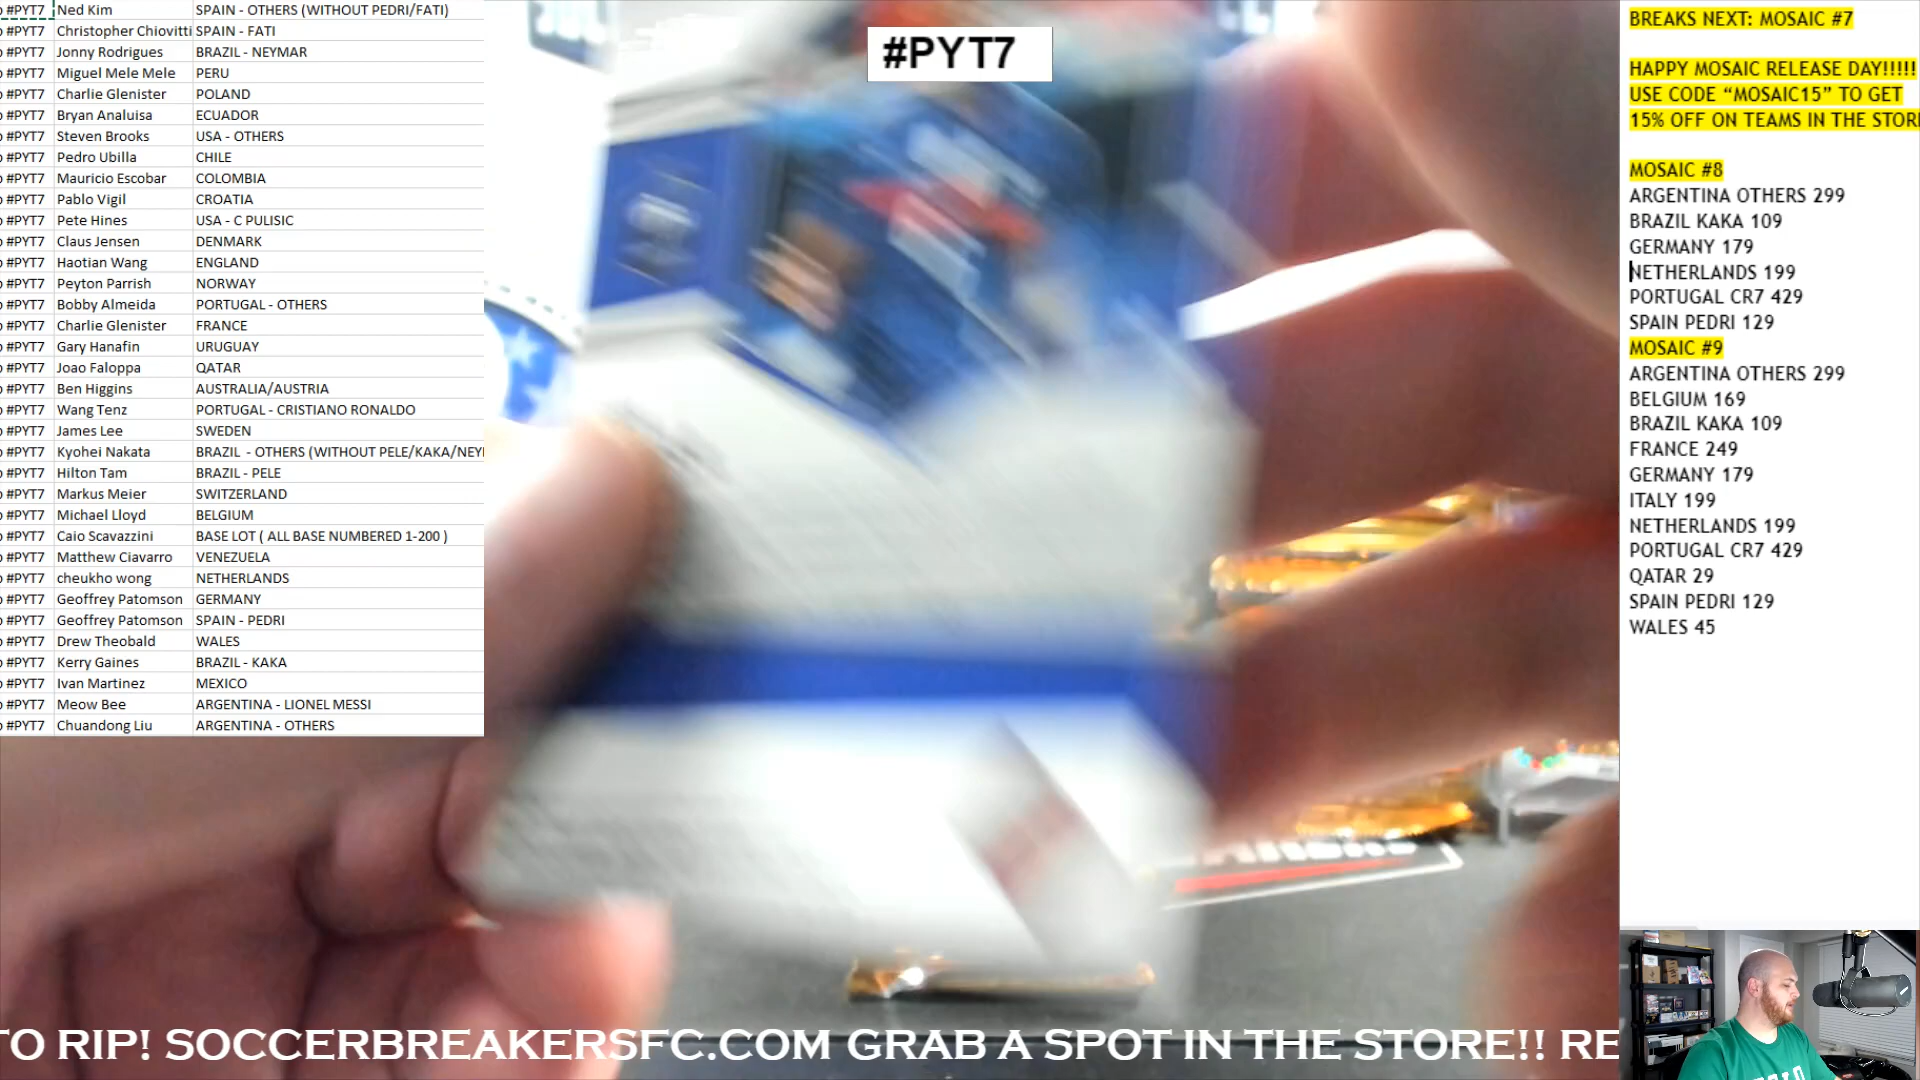 #PYT7 Ned Kim SPAIN - OTHERS (WITHOUT PEDRI/FATI)
#PYT7 Christopher Chiovitti SPAIN - FATI
#PYT7 Jonny Rodrigues BRAZIL - NEYMAR
#PYT7 Miguel Mele Mele PERU
#PYT7 Charlie Glenister POLAND
#PYT7 Bryan Analuisa ECUADOR
#PYT7 Steven Brooks USA - OTHERS
#PYT7 Pedro Ubilla CHILE
#PYT7 Mauricio Escobar COLOMBIA
#PYT7 Pablo Vigil CROATIA
#PYT7 Pete Hines USA - C PULISIC
#PYT7 Claus Jensen DENMARK
#PYT7 Haotian Wang ENGLAND
#PYT7 Peyton Parrish NORWAY
#PYT7 Bobby Almeida PORTUGAL - OTHERS
#PYT7 Charlie Glenister FRANCE
#PYT7 Gary Hanafin URUGUAY
#PYT7 Joao Faloppa QATAR
#PYT7 Ben Higgins AUSTRALIA/AUSTRIA
#PYT7 Wang Tenz PORTUGAL - CRISTIANO RONALDO
#PYT7 James Lee SWEDEN
#PYT7 Kyohei Nakata BRAZIL - OTHERS (WITHOUT PELE/KAKA/NEY
#PYT7 Hilton Tam BRAZIL - PELE
#PYT7 Markus Meier SWITZERLAND
#PYT7 Michael Lloyd BELGIUM
#PYT7 Caio Scavazzini BASE LOT ( ALL BASE NUMBERED 1-200 )
#PYT7 Matthew Ciavarro VENEZUELA
#PYT7 cheukho wong NETHERLANDS
#PYT7 Geoffrey Patomson GERMANY
#PYT7 Geoffrey Patomson SPAIN - PEDRI
#PYT7 Drew Theobald WALES
#PYT7 Kerry Gaines BRAZIL - KAKA
#PYT7 Ivan Martinez MEXICO
#PYT7 Meow Bee ARGENTINA - LIONEL MESSI
#PYT7 Chuandong Liu ARGENTINA - OTHERS
#PYT7
BREAKS NEXT: MOSAIC #7
HAPPY MOSAIC RELEASE DAY!!!!!
USE CODE “MOSAIC15” TO GET
15% OFF ON TEAMS IN THE STOR
MOSAIC #8
ARGENTINA OTHERS 299
BRAZIL KAKA 109
GERMANY 179
NETHERLANDS 199
PORTUGAL CR7 429
SPAIN PEDRI 129
MOSAIC #9
ARGENTINA OTHERS 299
BELGIUM 169
BRAZIL KAKA 109
FRANCE 249
GERMANY 179
ITALY 199
NETHERLANDS 199
PORTUGAL CR7 429
QATAR 29
SPAIN PEDRI 129
WALES 45
TO RIP! SOCCERBREAKERSFC.COM GRAB A SPOT IN THE STORE!! RE